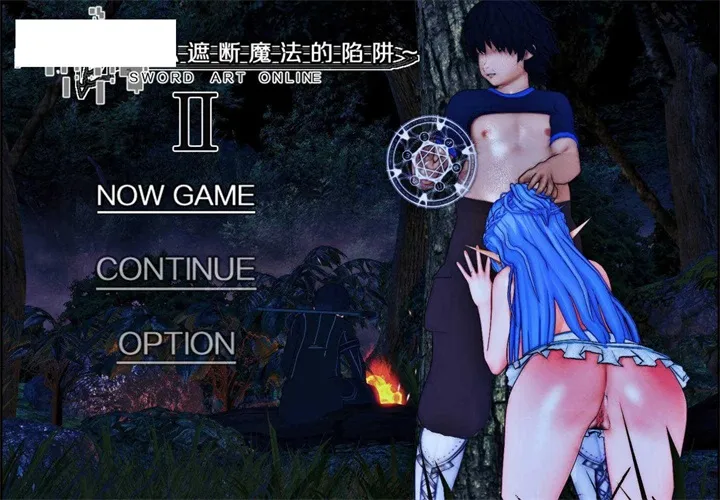 遮断魔法的陷阱~
SWORD ART ONLINE
II
NOW GAME
CONTINUE
OPTION